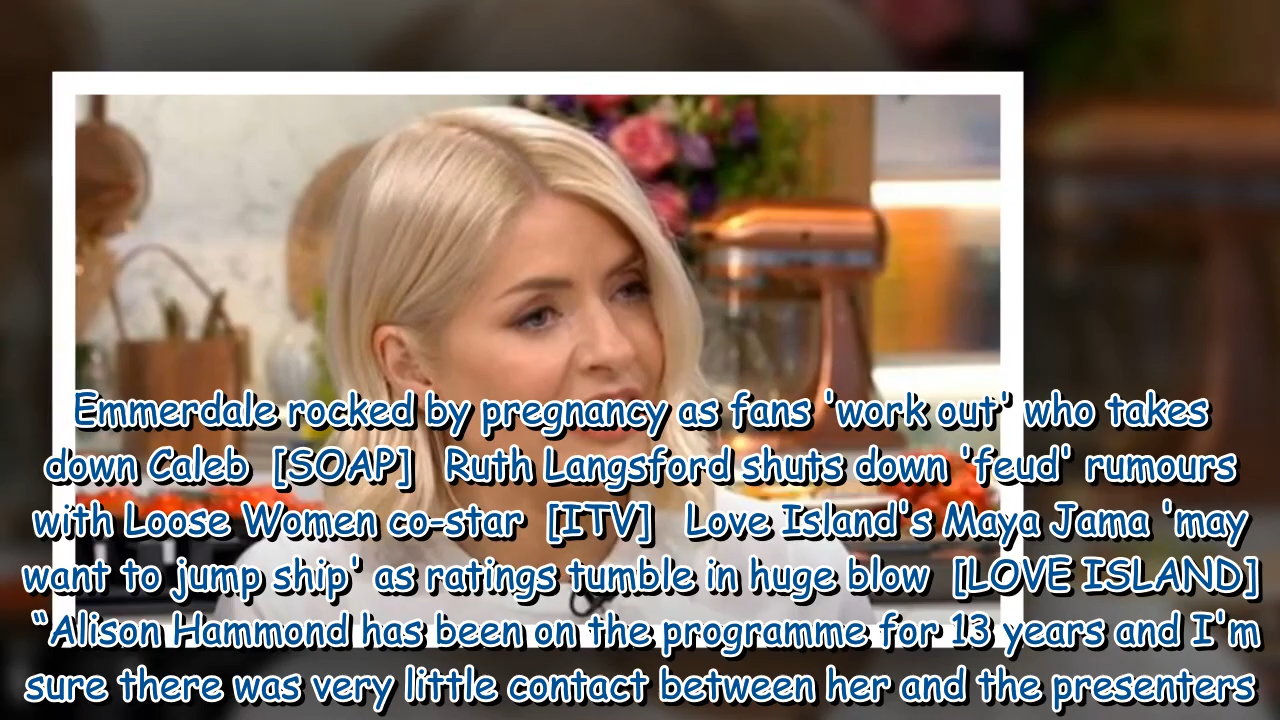 Emmerdale rocked by pregnancy as fans 'work out' who takes
down Caleb [SOAP] Ruth Langsford shuts down 'feud' rumours
with Loose Women co-star [ITV] Love Island's Maya Jama 'may
want to jump ship' as ratings tumble in huge blow [LOVE ISLAND]
“Alison Hammond has been on the programme for 13 years and I'm
sure there was very little contact between her and the presenters